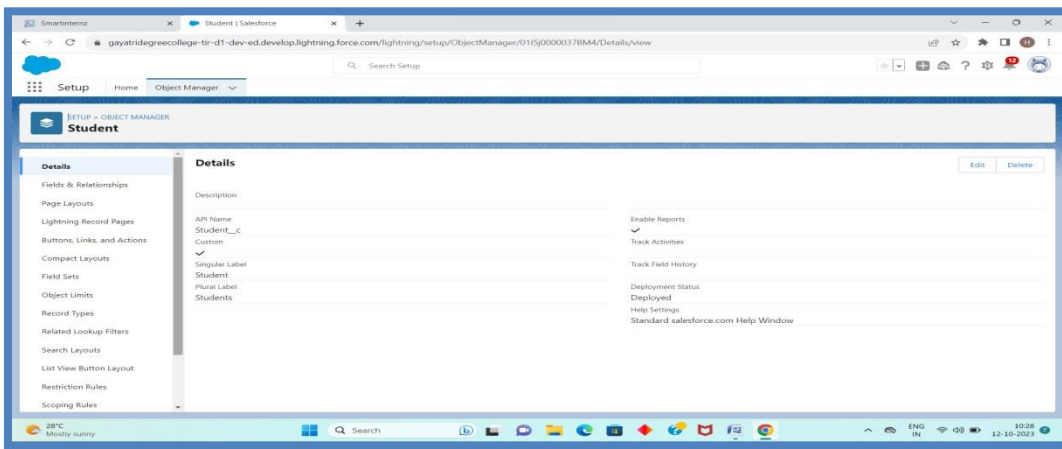 Smartinternz
Student | Salesforce
gayatridegreecollege-tir-d1-dev-ed.develop.lightning.force.com/lightning/setup/ObjectManager/01I5j0000037BM4/Details/view
H
Search Setup
12
Setup
Home
Object Manager
SETUP > OBJECT MANAGER
Student
Details
Fields & Relationships
Page Layouts
Lightning Record Pages
Buttons, Links, and Actions
Compact Layouts
Field Sets
Object Limits
Record Types
Related Lookup Filters
Search Layouts
List View Button Layout
Restriction Rules
Scoping Rules
Details
Edit
Delete
Description
API Name
Student__c
Custom
Singular Label
Student
Plural Label
Students
Enable Reports
Track Activities
Track Field History
Deployment Status
Deployed
Help Settings
Standard salesforce.com Help Window
28°C
Mostly sunny
Search
ENG
IN
10:28
12-10-2023